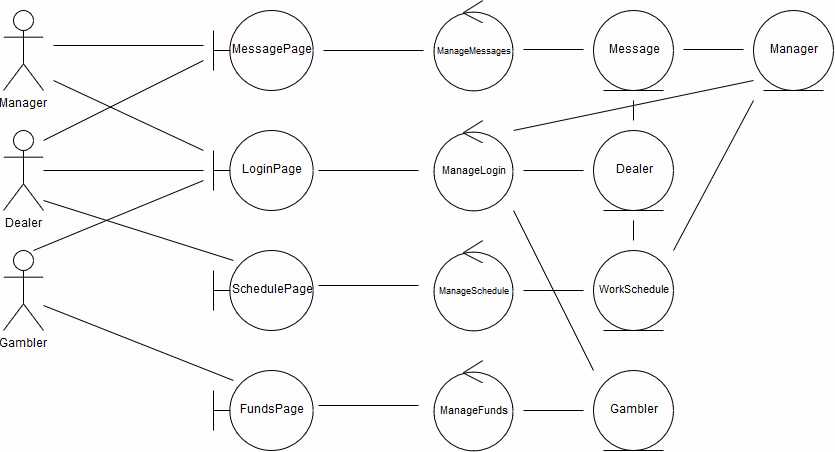 MessagePage
ManageMessages
Message
Manager
Manager
LoginPage
ManageLogin
Dealer
Dealer
SchedulePage
ManageSchedule
WorkSchedule
Gambler
FundsPage
ManageFunds
Gambler